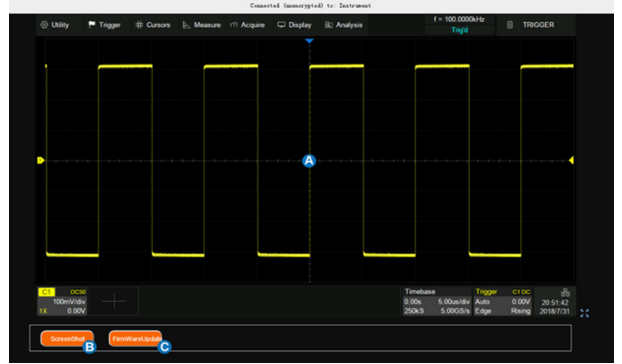 Connected (unencrypted) to: Instrument
Utility Trigger Cursors Measure Acquire Display Analysis
f = 100.0000kHz
Trig'd
TRIGGER
D
A
C1 DC50
100mV/div
1X 0.00V
Timebase
0.00s 5.00us/div
250kS 5.00GS/s
Trigger C1 DC
Auto 0.00V
Edge Rising
20:51:42
2018/7/31
ScreenShot
B
FirmWareUpdate
C